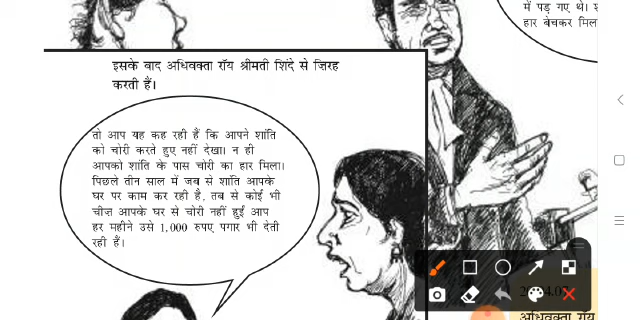 में पड़ गए थे।
हार बेचकर मिल
इसके बाद अधिवक्ता रॉय श्रीमती शिंदे से ज़िरह
करती हैं।
तो आप यह कह रही हैं कि आपने शांति
को चोरी करते हुए नहीं देखा। न ही
आपको शांति के पास चोरी का हार मिला।
पिछले तीन साल में जब से शांति आपके
घर पर काम कर रही है, तब से कोई भी
चीज़ आपके घर से चोरी नहीं हुई आप
हर महीने उसे 1,000 रुपए पगार भी देती
रही हैं।
अधिवक्ता रॉय